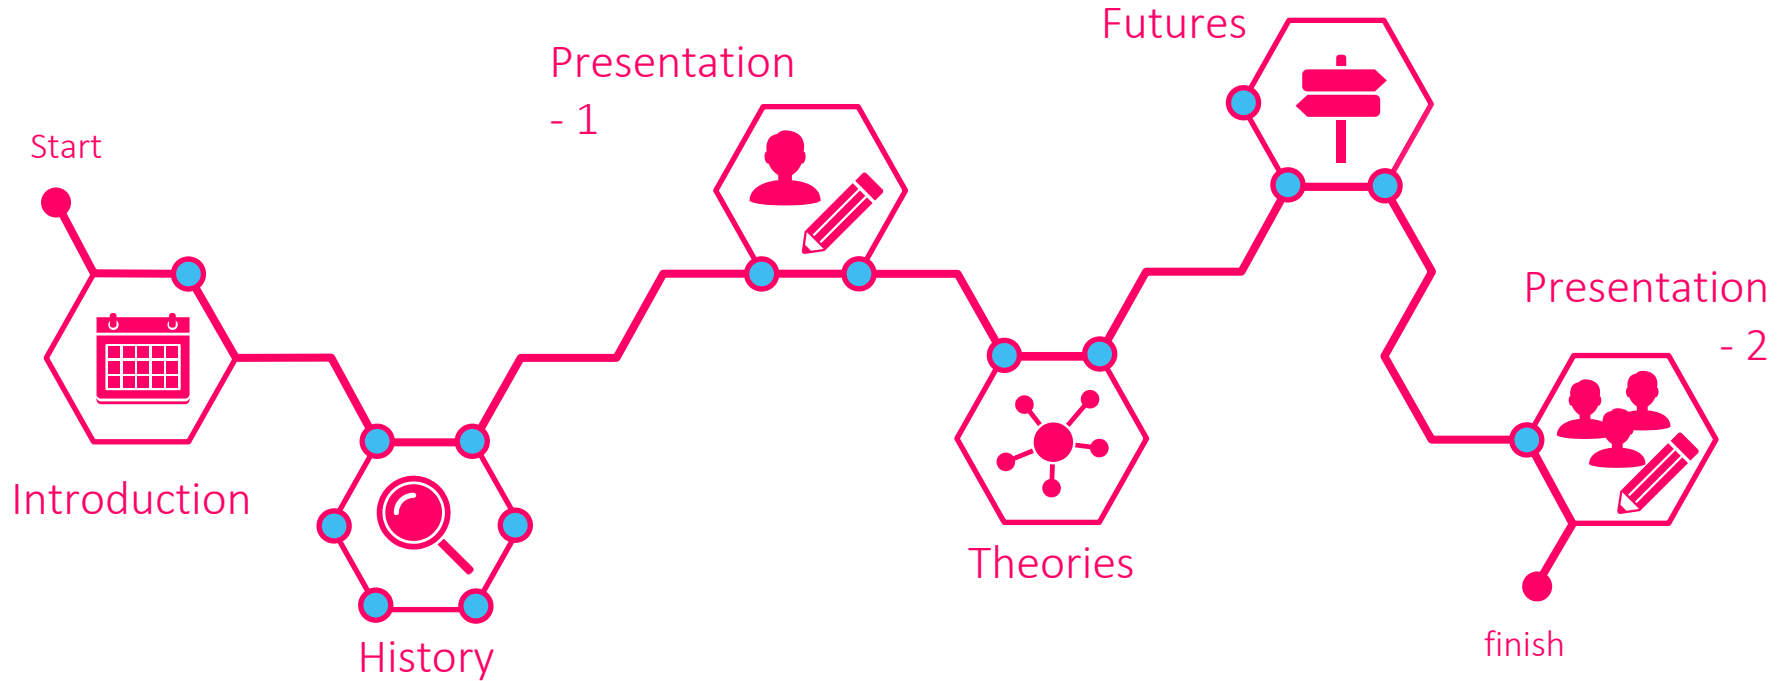 Start
Introduction
History
Presentation
- 1
Theories
Futures
Presentation
- 2
finish